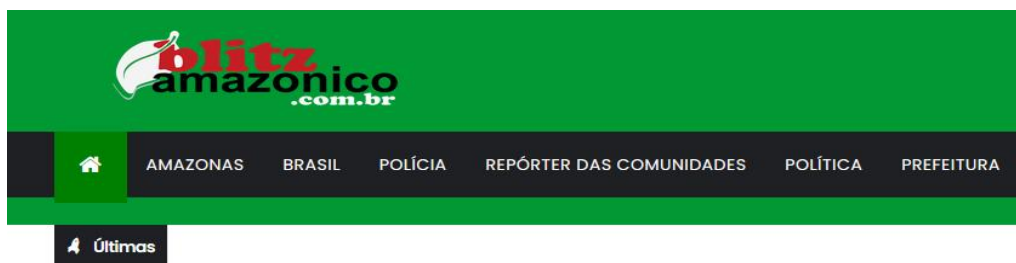 blitz
amazonico
.com.br
AMAZONAS BRASIL POLÍCIA REPÓRTER DAS COMUNIDADES POLÍTICA PREFEITURA
Últimas